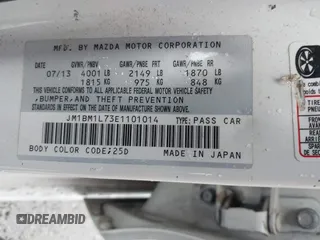 MFD. BY MAZDA MOTOR CORPORATION
GVWR/PNBV GAWR/PNBE FR GAWR/PNBE RR
07/13 4001 LB 2149 LB 1870 LB
1815 KG 975 KG 848 KG
THIS VEHICLE CONFORMS TO ALL APPLICABLE
U.S. FEDERAL MOTOR VEHICLE SAFETY
, BUMPER, AND THEFT PREVENTION
STANDARDS IN EFFECT ON THE DATE OF
MANUFACTURE SHOWN ABOVE.
JM1BM1L73E1101014 TYPE: PASS CAR
BODY COLOR CODE: 25D MADE IN JAPAN
DREAMBID